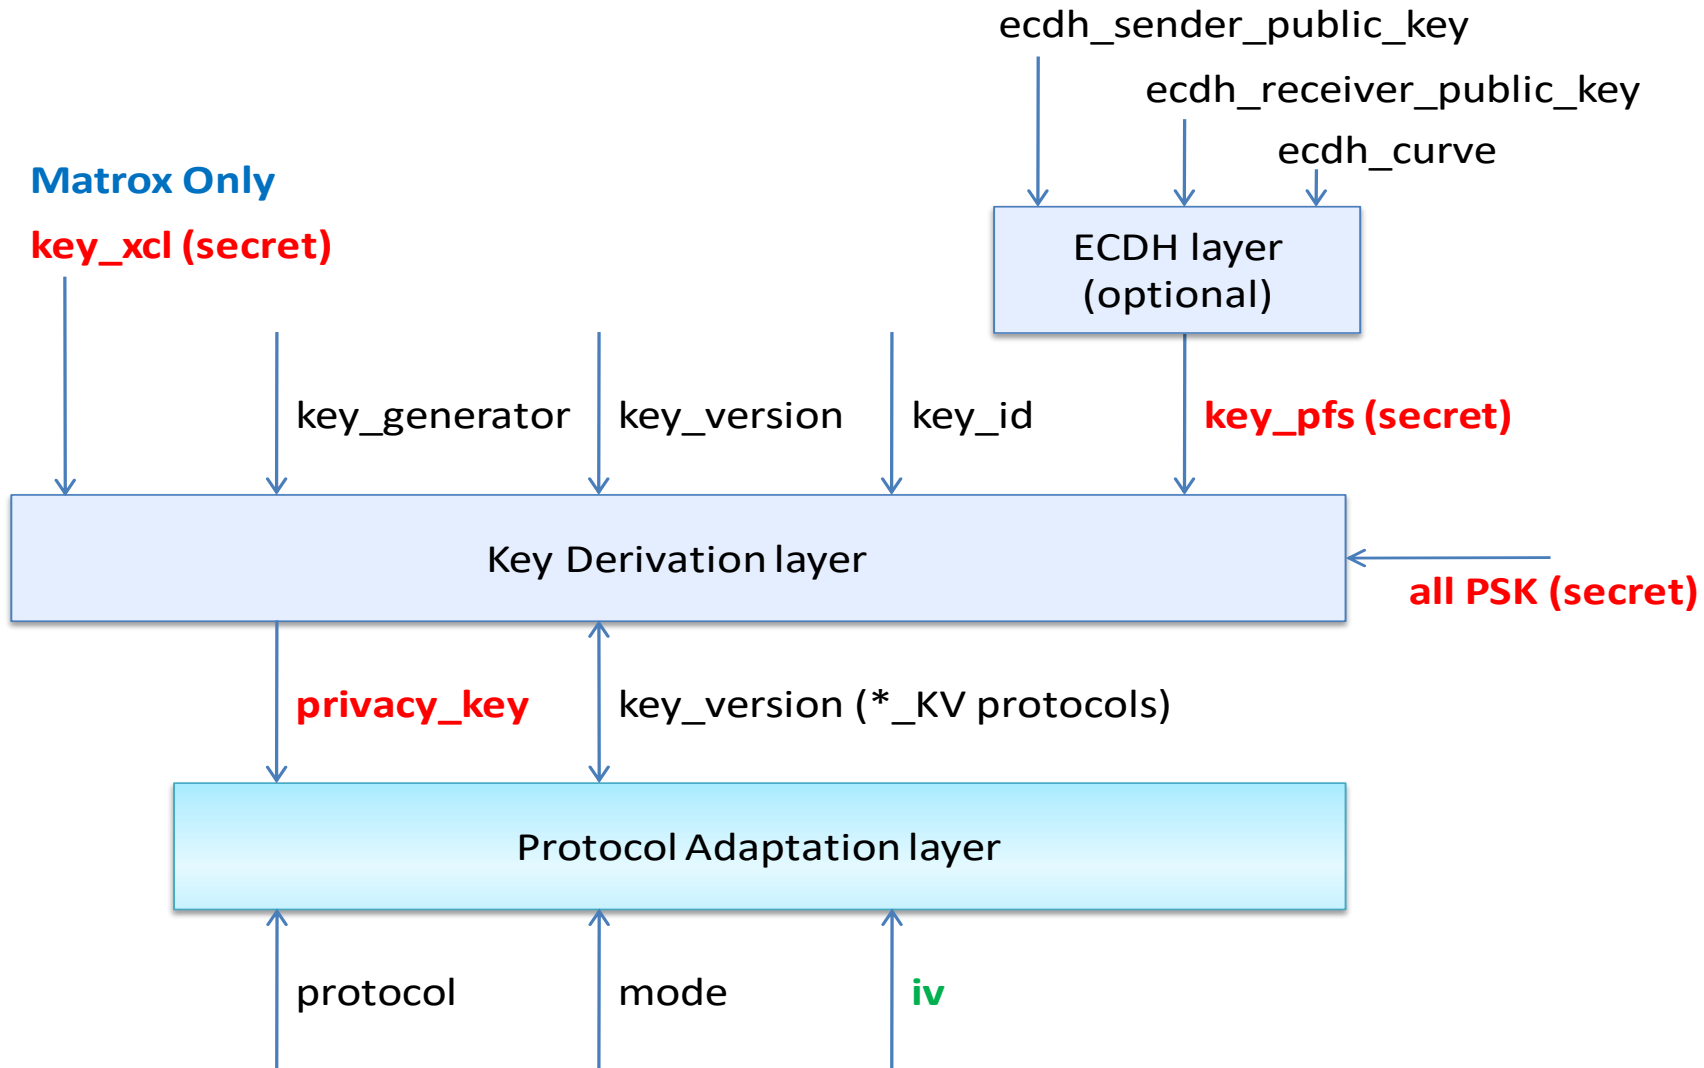 ecdh_sender_public_key
ecdh_receiver_public_key
ecdh_curve
Matrox Only
key_xcl (secret)
ECDH layer
(optional)
key_generator
key_version
key_id
key_pfs (secret)
Key Derivation layer
all PSK (secret)
privacy_key
key_version (*_KV protocols)
Protocol Adaptation layer
protocol
mode
iv